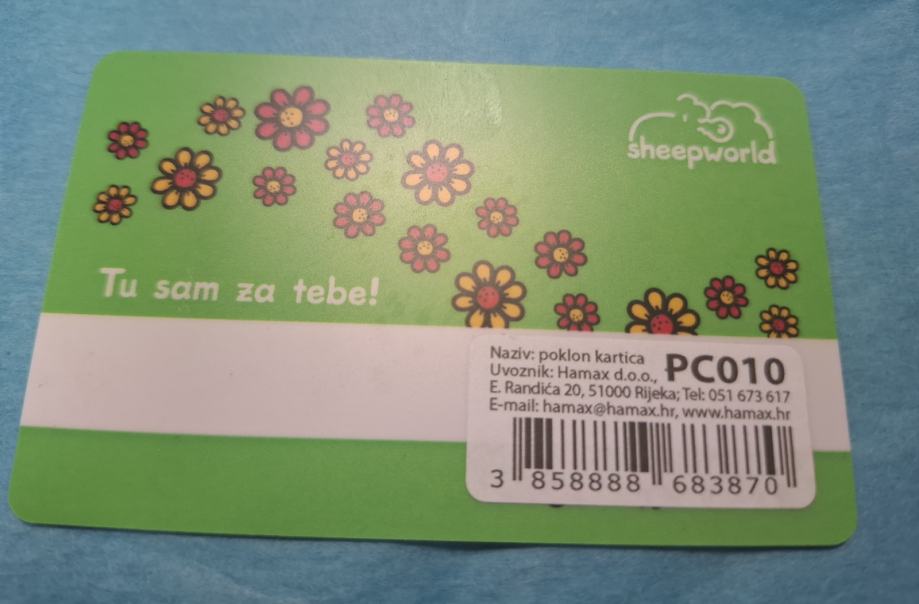 sheepworld
Tu sam za tebe!
Naziv: poklon kartica
PC010
Uvoznik: Hamax d.o.o.,
E. Randića 20, 51000 Rijeka; Tel: 051 673 617
E-mail: hamax@hamax.hr, www.hamax.hr
3 858888 683870